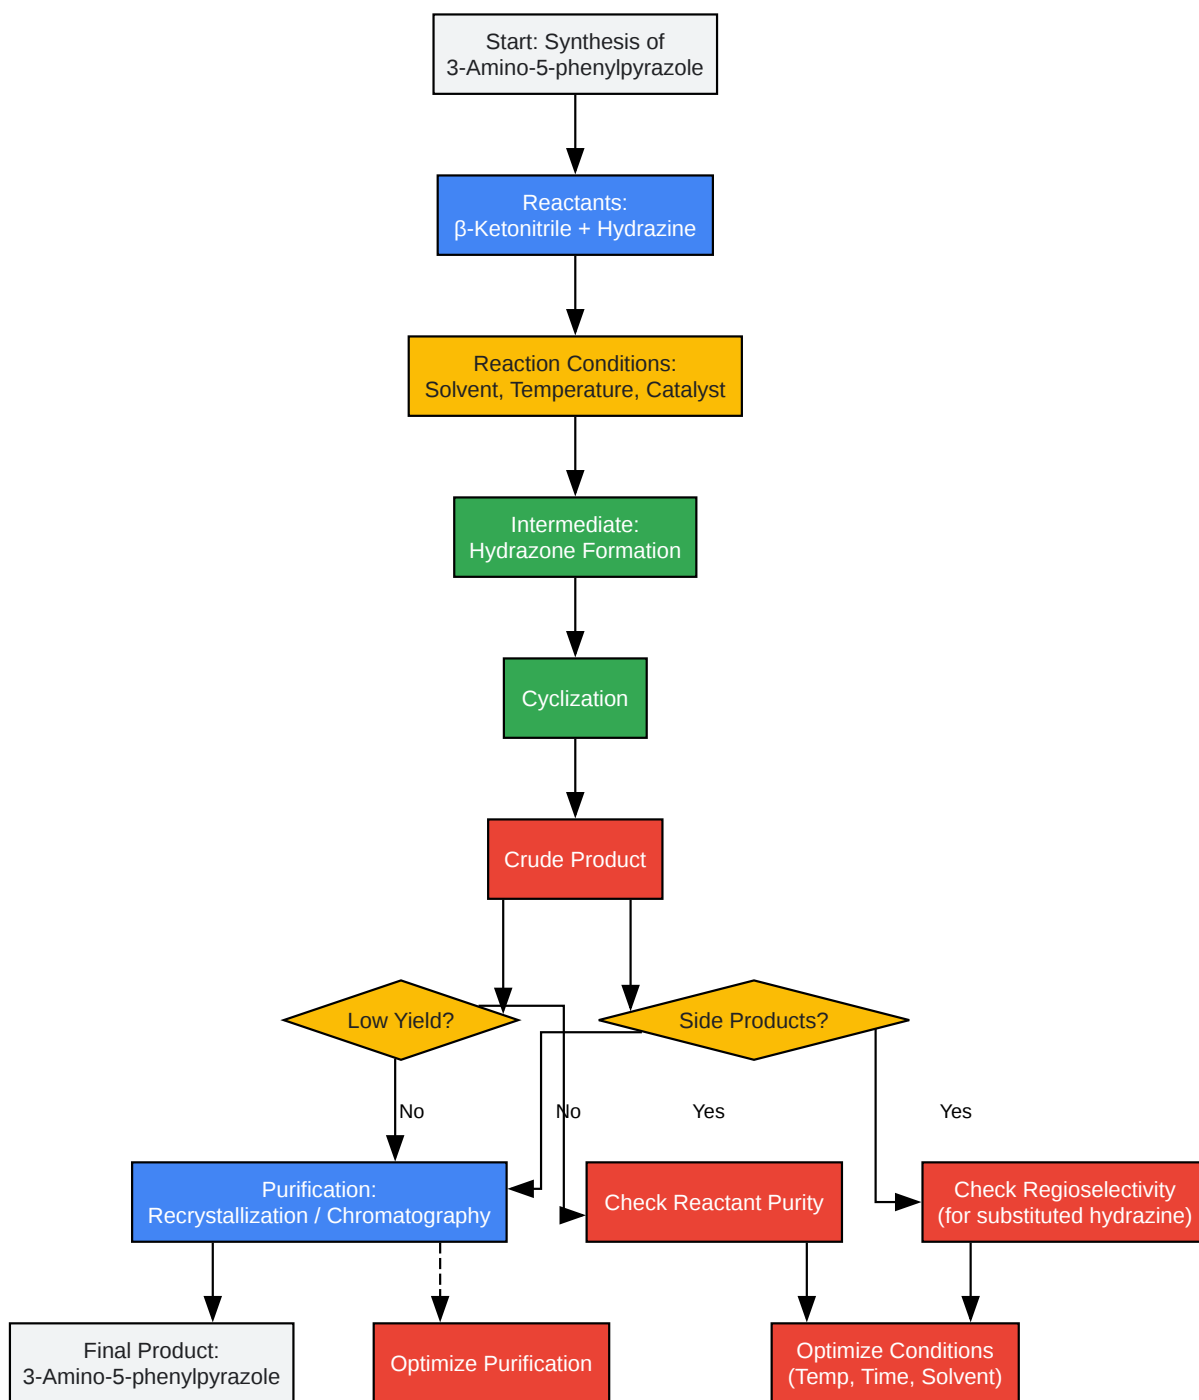 Start: Synthesis of
3-Amino-5-phenylpyrazole
Reactants:
β-Ketonitrile + Hydrazine
Reaction Conditions:
Solvent, Temperature, Catalyst
Intermediate:
Hydrazone Formation
Cyclization
Crude Product
Low Yield?
Side Products?
No
No
Yes
Yes
Purification:
Recrystallization / Chromatography
Check Reactant Purity
Check Regioselectivity
(for substituted hydrazine)
Final Product:
3-Amino-5-phenylpyrazole
Optimize Purification
Optimize Conditions
(Temp, Time, Solvent)